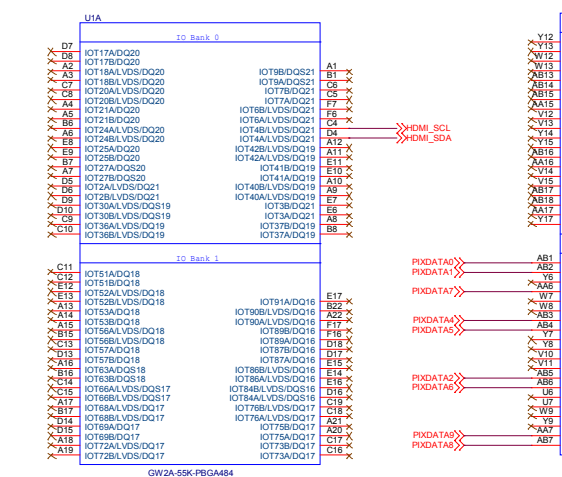 U1A
IO Bank 0
Y12
D7 IOT17A/DQ20 Y13
D8 IOT17B/DQ20 W12
A2 IOT18A/LVDS/DQ20 IOT9B/DQS21 A1 W13
A3 IOT18B/LVDS/DQ20 IOT9A/DQS21 B1 AB13
C7 IOT20A/LVDS/DQ20 IOT7B/DQ21 C6 AB14
C8 IOT20B/LVDS/DQ20 IOT7A/DQ21 C5 AB15
A4 IOT21A/DQ20 IOT6B/LVDS/DQ21 F7 AA15
A5 IOT21B/DQ20 IOT6A/LVDS/DQ21 F6 V12
B6 IOT24A/LVDS/DQ20 IOT4B/LVDS/DQ21 C4 HDMI_SCL V13
A6 IOT24B/LVDS/DQ20 IOT4A/LVDS/DQ21 D4 HDMI_SDA Y14
E8 IOT25A/DQ20 IOT42B/LVDS/DQ19 A12 Y15
E9 IOT25B/DQ20 IOT42A/LVDS/DQ19 A11 AB16
B7 IOT27A/DQS20 IOT41B/DQ19 E11 AA16
A7 IOT27B/DQS20 IOT41A/DQ19 E10 V14
D5 IOT2A/LVDS/DQ21 IOT40B/LVDS/DQ19 A10 V15
D6 IOT2B/LVDS/DQ21 IOT40A/LVDS/DQ19 A9 AB17
D9 IOT30A/LVDS/DQS19 IOT3B/DQ21 E7 AB18
D10 IOT30B/LVDS/DQS19 IOT3A/DQ21 E6 AA17
C9 IOT36A/LVDS/DQ19 IOT37B/DQ19 A8 Y17
C10 IOT36B/LVDS/DQ19 IOT37A/DQ19 B8
IO Bank 1
PIXDATA0 AB1
C11 IOT51A/DQ18 PIXDATA1 AB2
C12 IOT51B/DQ18 Y6
E12 IOT52A/LVDS/DQ18 PIXDATA7 AA6
E13 IOT52B/LVDS/DQ18 IOT91A/DQ16 E17 W7
A13 IOT53A/DQ18 IOT90B/LVDS/DQ16 B22 W8
A14 IOT53B/DQ18 IOT90A/LVDS/DQ16 A22 PIXDATA4 AB3
A15 IOT56A/LVDS/DQ18 IOT89B/DQ16 F17 PIXDATA5 AB4
B15 IOT56B/LVDS/DQ18 IOT89A/DQ16 F16 Y7
C13 IOT57A/DQ18 IOT87B/DQ16 D18 Y8
D13 IOT57B/DQ18 IOT87A/DQ16 D17 V10
A16 IOT63A/DQS18 IOT86B/LVDS/DQ16 E15 V11
B16 IOT63B/DQS18 IOT86A/LVDS/DQ16 E14 PIXDATA2 AB5
C14 IOT66A/LVDS/DQS17 IOT84B/LVDS/DQS16 E16 PIXDATA6 AB6
C15 IOT66B/LVDS/DQS17 IOT84A/LVDS/DQS16 D16 U6
A17 IOT68A/LVDS/DQ17 IOT76B/LVDS/DQ17 C19 U7
B17 IOT68B/LVDS/DQ17 IOT76A/LVDS/DQ17 C18 W9
D14 IOT69A/DQ17 IOT75B/DQ17 A21 Y9
D15 IOT69B/DQ17 IOT75A/DQ17 A20 PIXDATA9 AA7
A18 IOT72A/LVDS/DQ17 IOT73B/DQ17 C17 PIXDATA8 AB7
A19 IOT72B/LVDS/DQ17 IOT73A/DQ17 C16
GW2A-55K-PBGA484